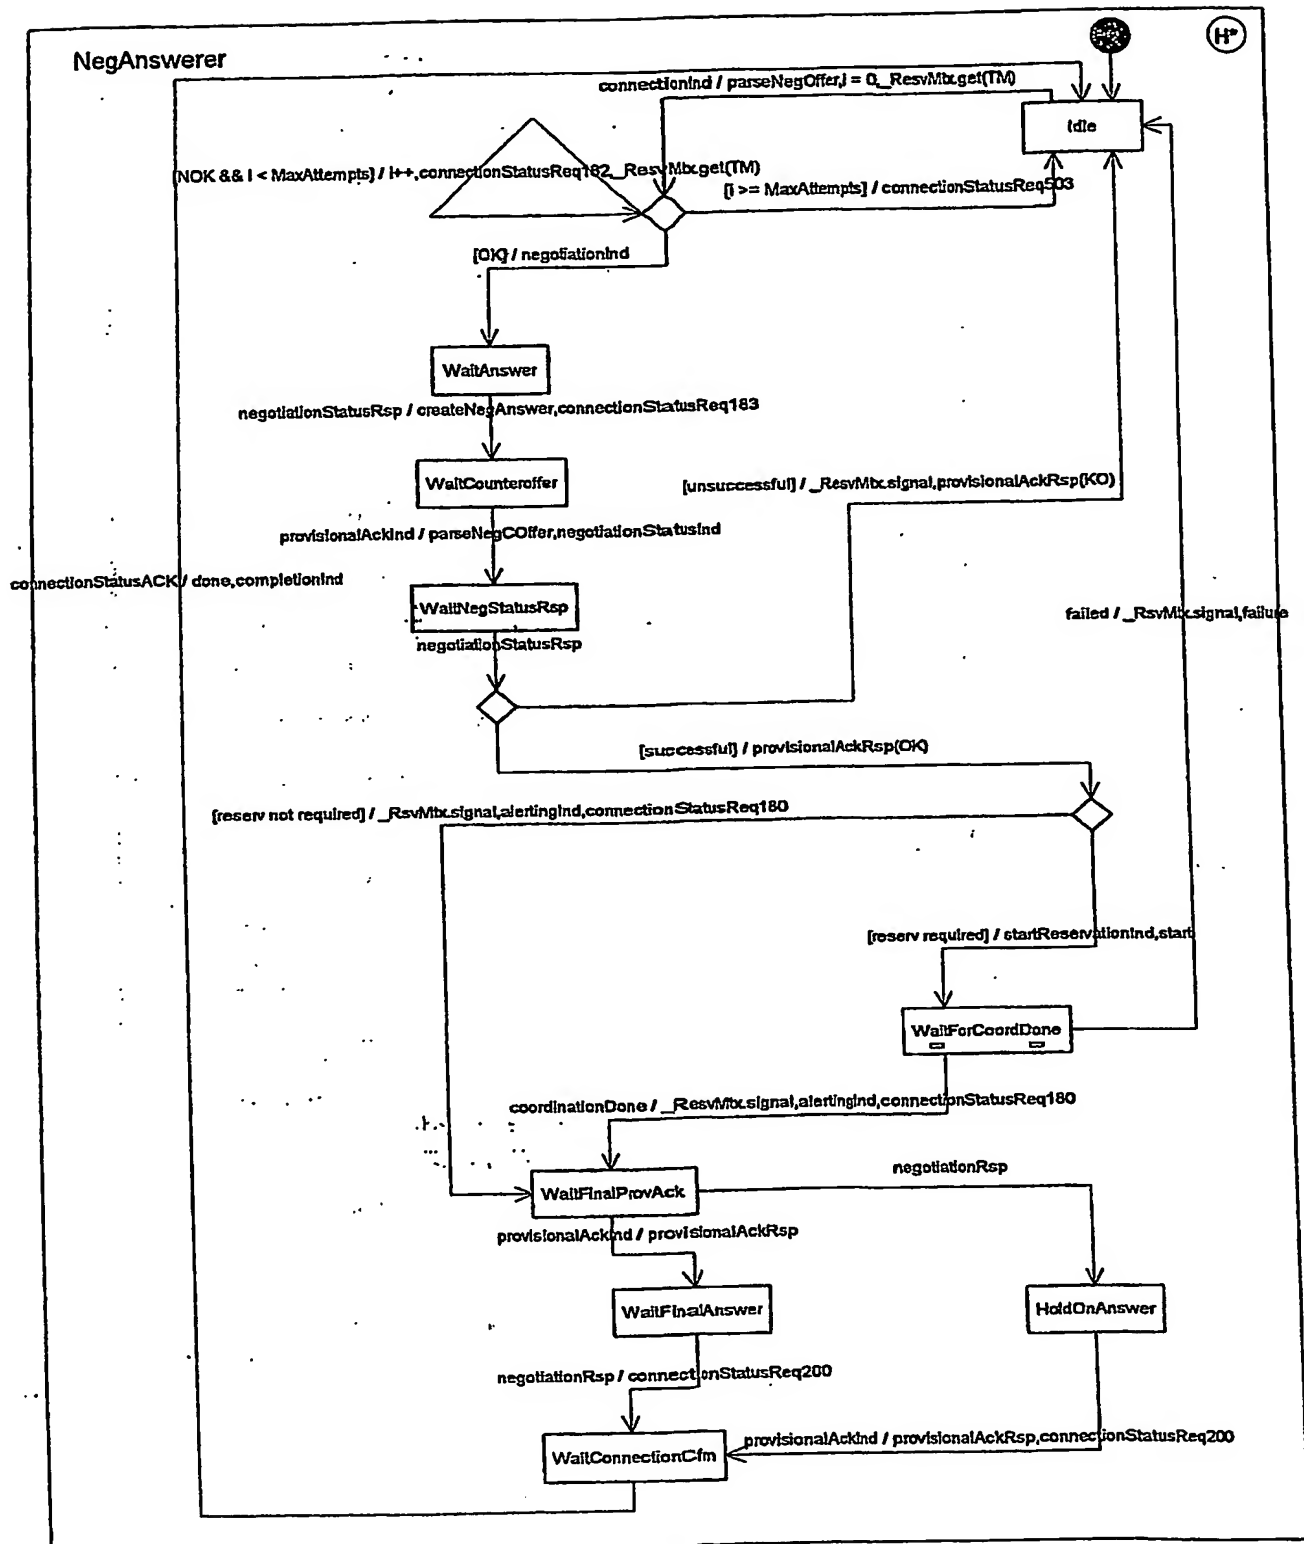 NegAnswerer
H*
connectionInd / parseNegOffer,i = 0,_ResvMtx.get(TM)
Idle
[NOK && i < MaxAttempts] / i++,connectionStatusReq182,_ResvMtx.get(TM)
[i >= MaxAttempts] / connectionStatusReq503
[OK] / negotiationInd
WaitAnswer
negotiationStatusRsp / createNegAnswer,connectionStatusReq183
WaitCounteroffer
[unsuccessful] / _ResvMtx.signal,provisionalAckRsp(KO)
provisionalAckInd / parseNegCOffer,negotiationStatusInd
connectionStatusACK / done,completionInd
WaitNegStatusRsp
failed / _RsvMtx.signal,failure
negotiationStatusRsp
[successful] / provisionalAckRsp(OK)
[reserv not required] / _RsvMtx.signal,alertingInd,connectionStatusReq180
[reserv required] / startReservationInd,start
WaitForCoordDone
coordinationDone / _ResvMtx.signal,alertingInd,connectionStatusReq180
negotiationRsp
WaitFinalProvAck
provisionalAckInd / provisionalAckRsp
WaitFinalAnswer
HoldOnAnswer
negotiationRsp / connectionStatusReq200
provisionalAckInd / provisionalAckRsp,connectionStatusReq200
WaitConnectionCfm